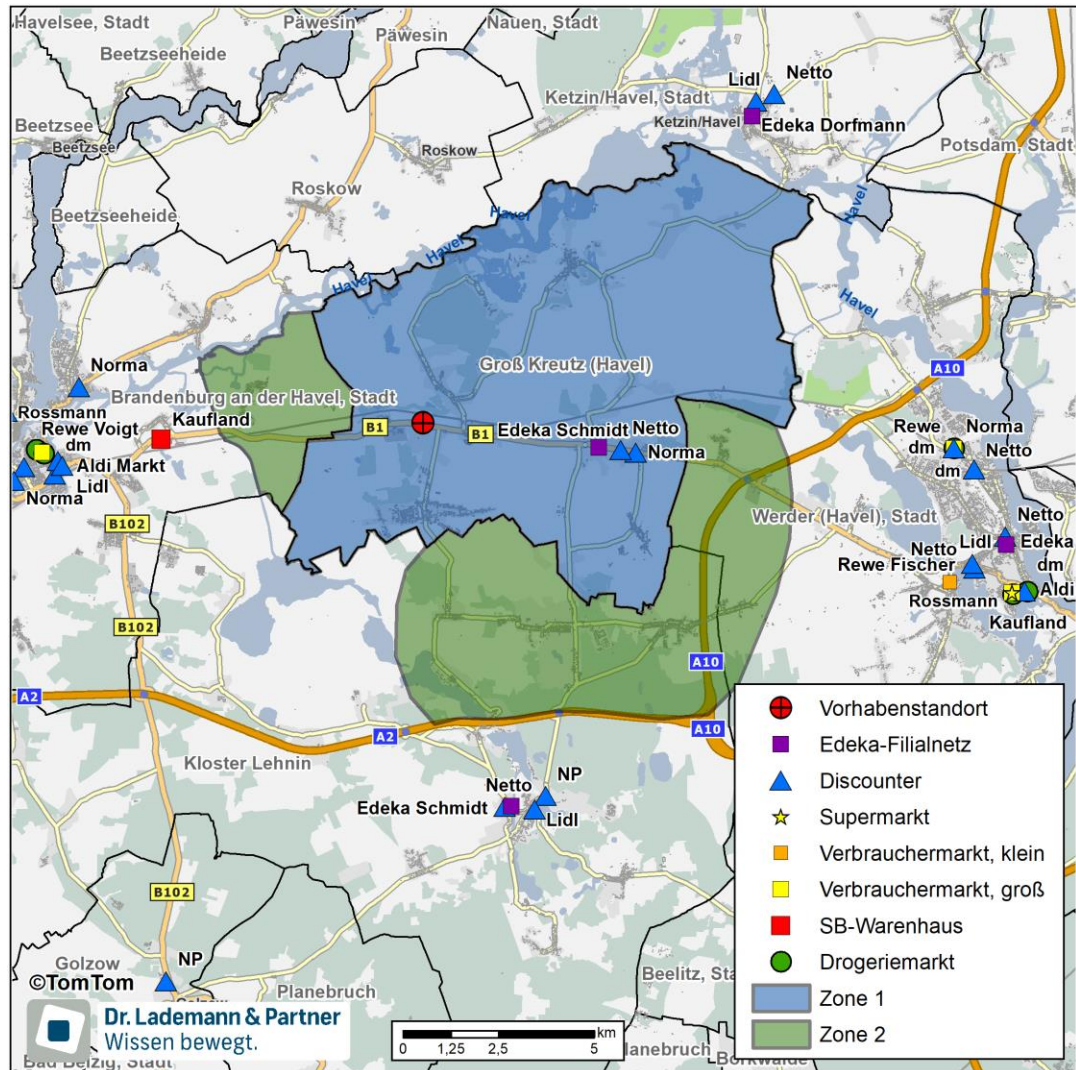 Havelsee, Stadt
Päwesin
Päwesin
Nauen, Stadt
Beetzseeheide
Beetzseeheide
Lidl
Netto
Ketzin/Havel, Stadt
Ketzin/Havel
Edeka Dorfmann
Beetzsee
Beetzsee
Roskow
Potsdam, Stadt
Roskow
Beetzseeheide
Havel
Havel
Havel
Havel
Havel
Norma
Groß Kreutz (Havel)
A10
Brandenburg an der Havel, Stadt
Rossmann
Rewe Voigt
Kaufland
dm
B1
B1
Edeka Schmidt
Netto
Norma
Rewe
Norma
dm
dm
Netto
Aldi Markt
Lidl
Norma
B102
Werder (Havel), Stadt
Netto
Lidl
Edeka
Netto
dm
Rewe Fischer
Rossmann
Aldi
Kaufland
B102
A10
A2
A10
A2
Kloster Lehnin
NP
Netto
Edeka Schmidt
Lidl
B102
Golzow
NP
©TomTom
Golzow
Planebruch
Beelitz, Stadt
Dr. Lademann & Partner
Wissen bewegt.
km
0 1,25 2,5 5
Bad Belzig, Stadt
Planebruch
Borkwalde
Vorhabenstandort
Edeka-Filialnetz
Discounter
Supermarkt
Verbrauchermarkt, klein
Verbrauchermarkt, groß
SB-Warenhaus
Drogeriemarkt
Zone 1
Zone 2